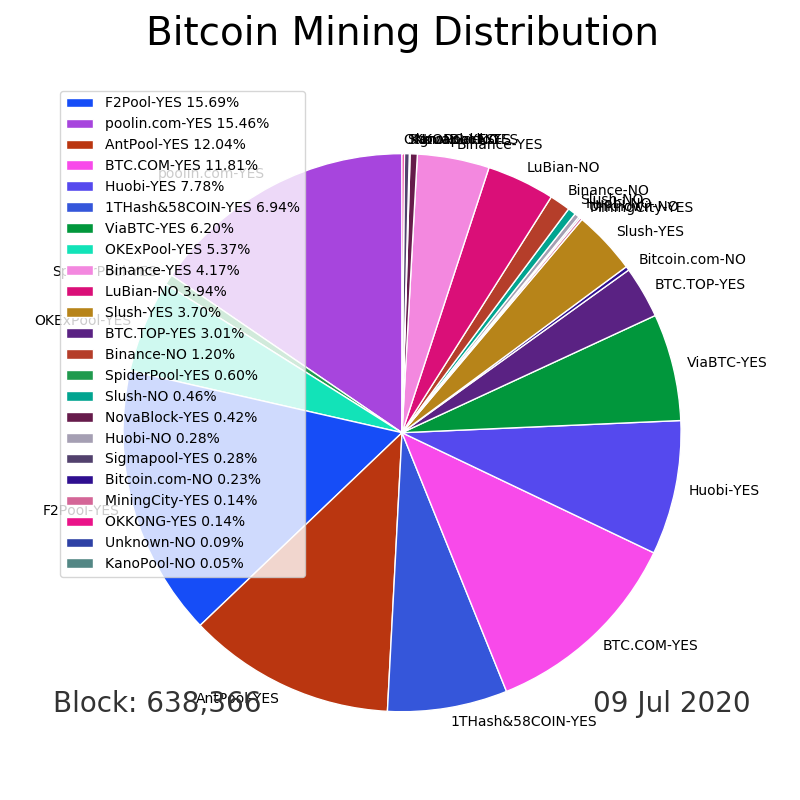 Bitcoin Mining Distribution
F2Pool-YES 15.69%
poolin.com-YES 15.46%
AntPool-YES 12.04%
BTC.COM-YES 11.81%
Huobi-YES 7.78%
1THash&58COIN-YES 6.94%
ViaBTC-YES 6.20%
OKExPool-YES 5.37%
Binance-YES 4.17%
LuBian-NO 3.94%
Slush-YES 3.70%
BTC.TOP-YES 3.01%
Binance-NO 1.20%
SpiderPool-YES 0.60%
Slush-NO 0.46%
NovaBlock-YES 0.42%
Huobi-NO 0.28%
Sigmapool-YES 0.28%
Bitcoin.com-NO 0.23%
MiningCity-YES 0.14%
OKKONG-YES 0.14%
Unknown-NO 0.09%
KanoPool-NO 0.05%
Binance-YES
LuBian-NO
Binance-NO
Slush-NO
MiningCity-YES
Slush-YES
Bitcoin.com-NO
BTC.TOP-YES
ViaBTC-YES
Huobi-YES
BTC.COM-YES
1THash&58COIN-YES
AntPool-YES
F2Pool-YES
OKExPool-YES
poolin.com-YES
Block: 638,566
09 Jul 2020